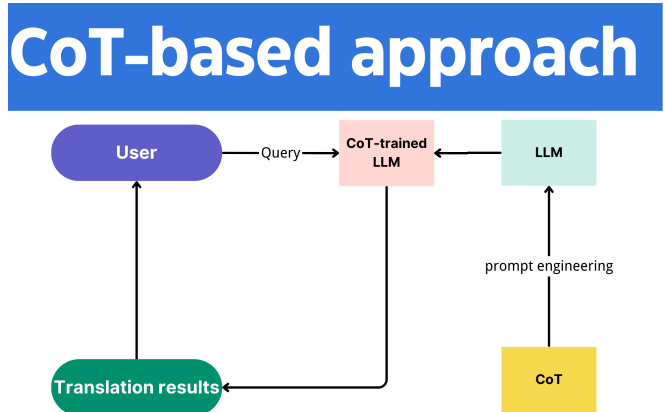 CoT-based approach
User
Query
CoT-trained
LLM
LLM
prompt engineering
Translation results
CoT